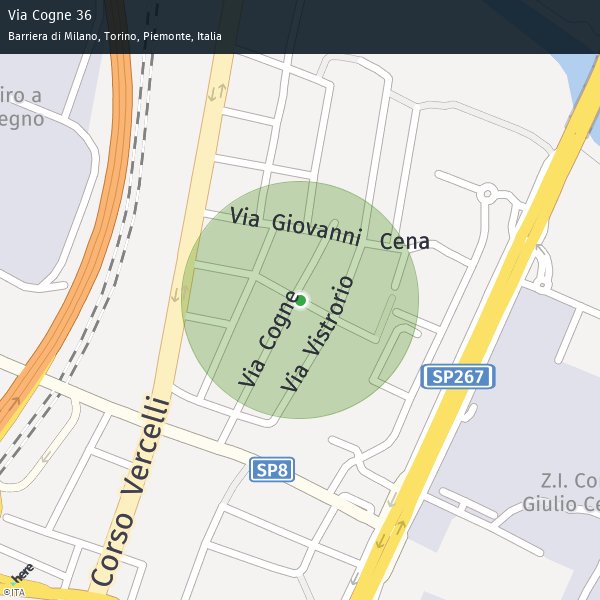 Via Cogne 36
Barriera di Milano, Torino, Piemonte, Italia
iro a
egno
Via Giovanni Cena
Via Cogne
Via Vistrorio
SP267
Corso Vercelli
SP8
Z.I. Co
Giulio Ce
here
©ITA